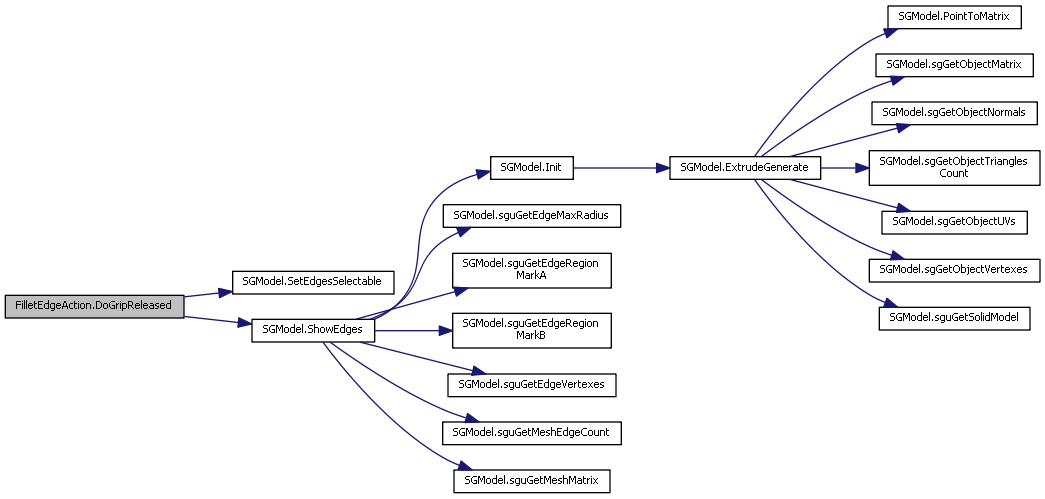 FilletEdgeAction.DoGripReleased
SGModel.SetEdgesSelectable
SGModel.ShowEdges
SGModel.Init
SGModel.sguGetEdgeMaxRadius
SGModel.sguGetEdgeRegion
MarkA
SGModel.sguGetEdgeRegion
MarkB
SGModel.sguGetEdgeVertexes
SGModel.sguGetMeshEdgeCount
SGModel.sguGetMeshMatrix
SGModel.ExtrudeGenerate
SGModel.PointToMatrix
SGModel.sgGetObjectMatrix
SGModel.sgGetObjectNormals
SGModel.sgGetObjectTriangles
Count
SGModel.sgGetObjectUVs
SGModel.sgGetObjectVertexes
SGModel.sguGetSolidModel